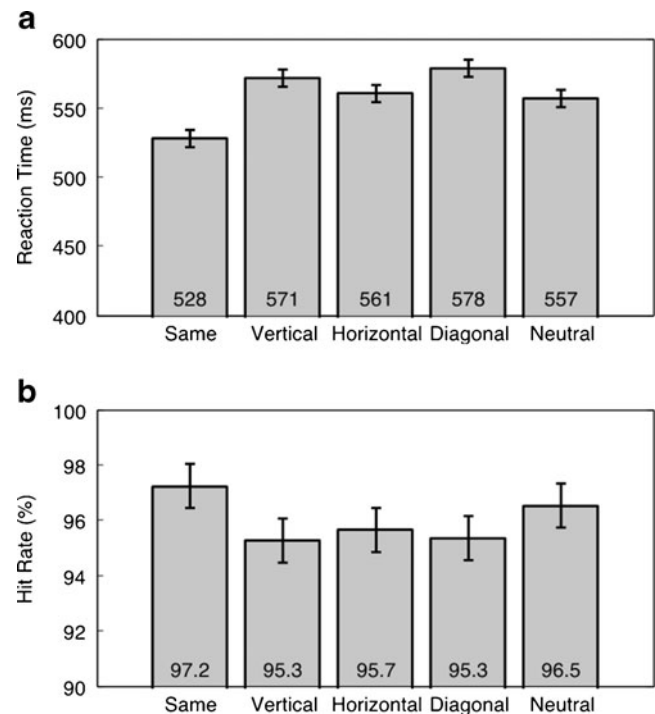 a
600
550
500
450
400
Reaction Time (ms)
528 571 561 578 557
Same Vertical Horizontal Diagonal Neutral
b
100
98
96
94
92
90
Hit Rate (%)
97.2 95.3 95.7 95.3 96.5
Same Vertical Horizontal Diagonal Neutral